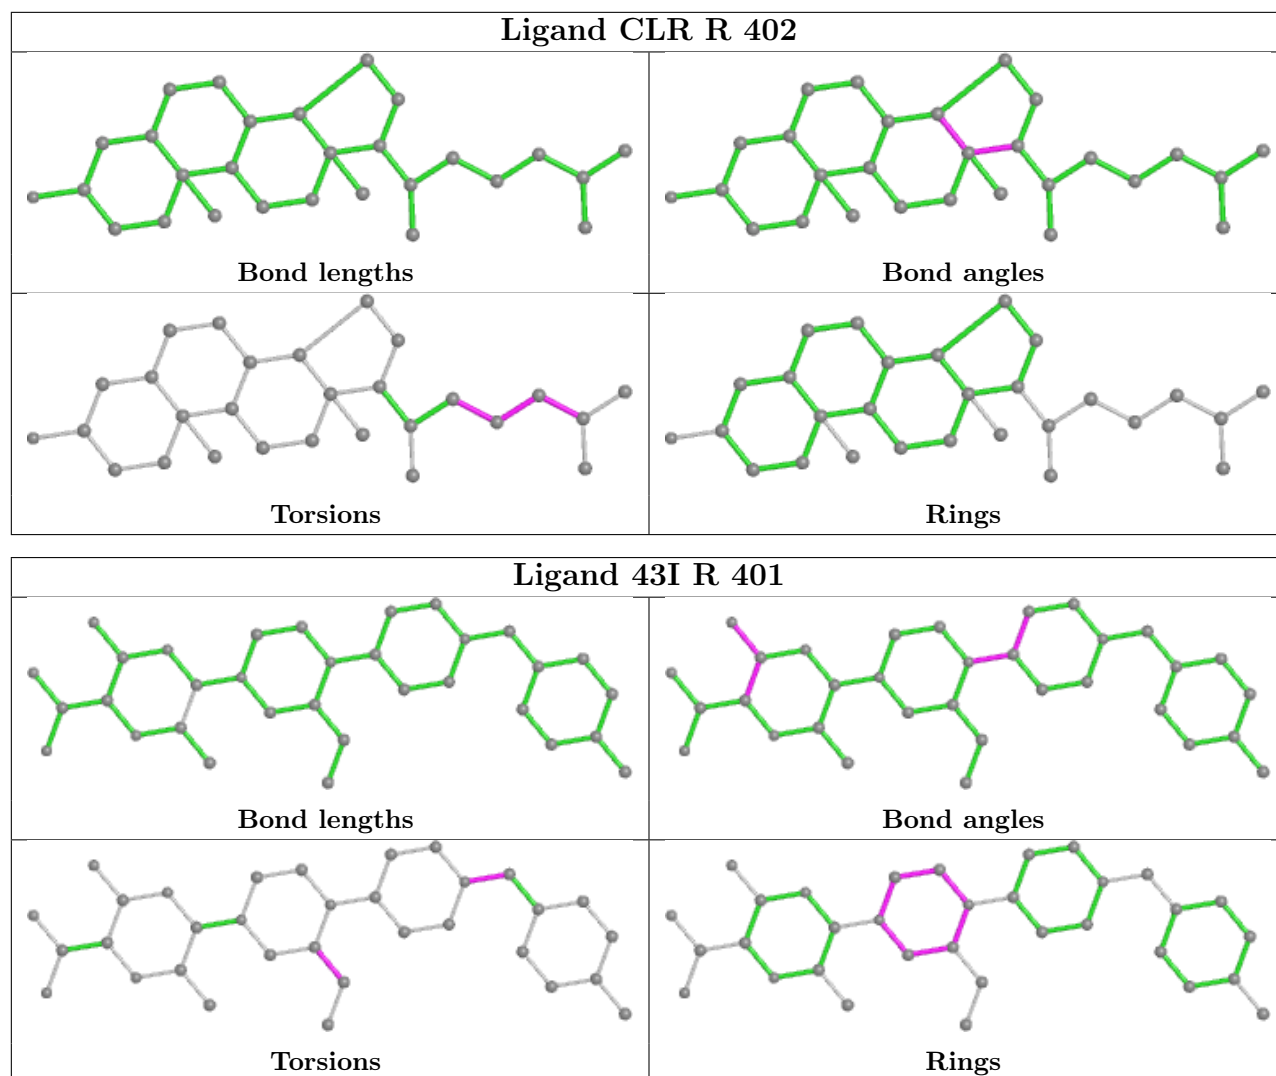 Ligand CLR R 402
Bond lengths
Bond angles
Torsions
Rings
Ligand 43I R 401
Bond lengths
Bond angles
Torsions
Rings